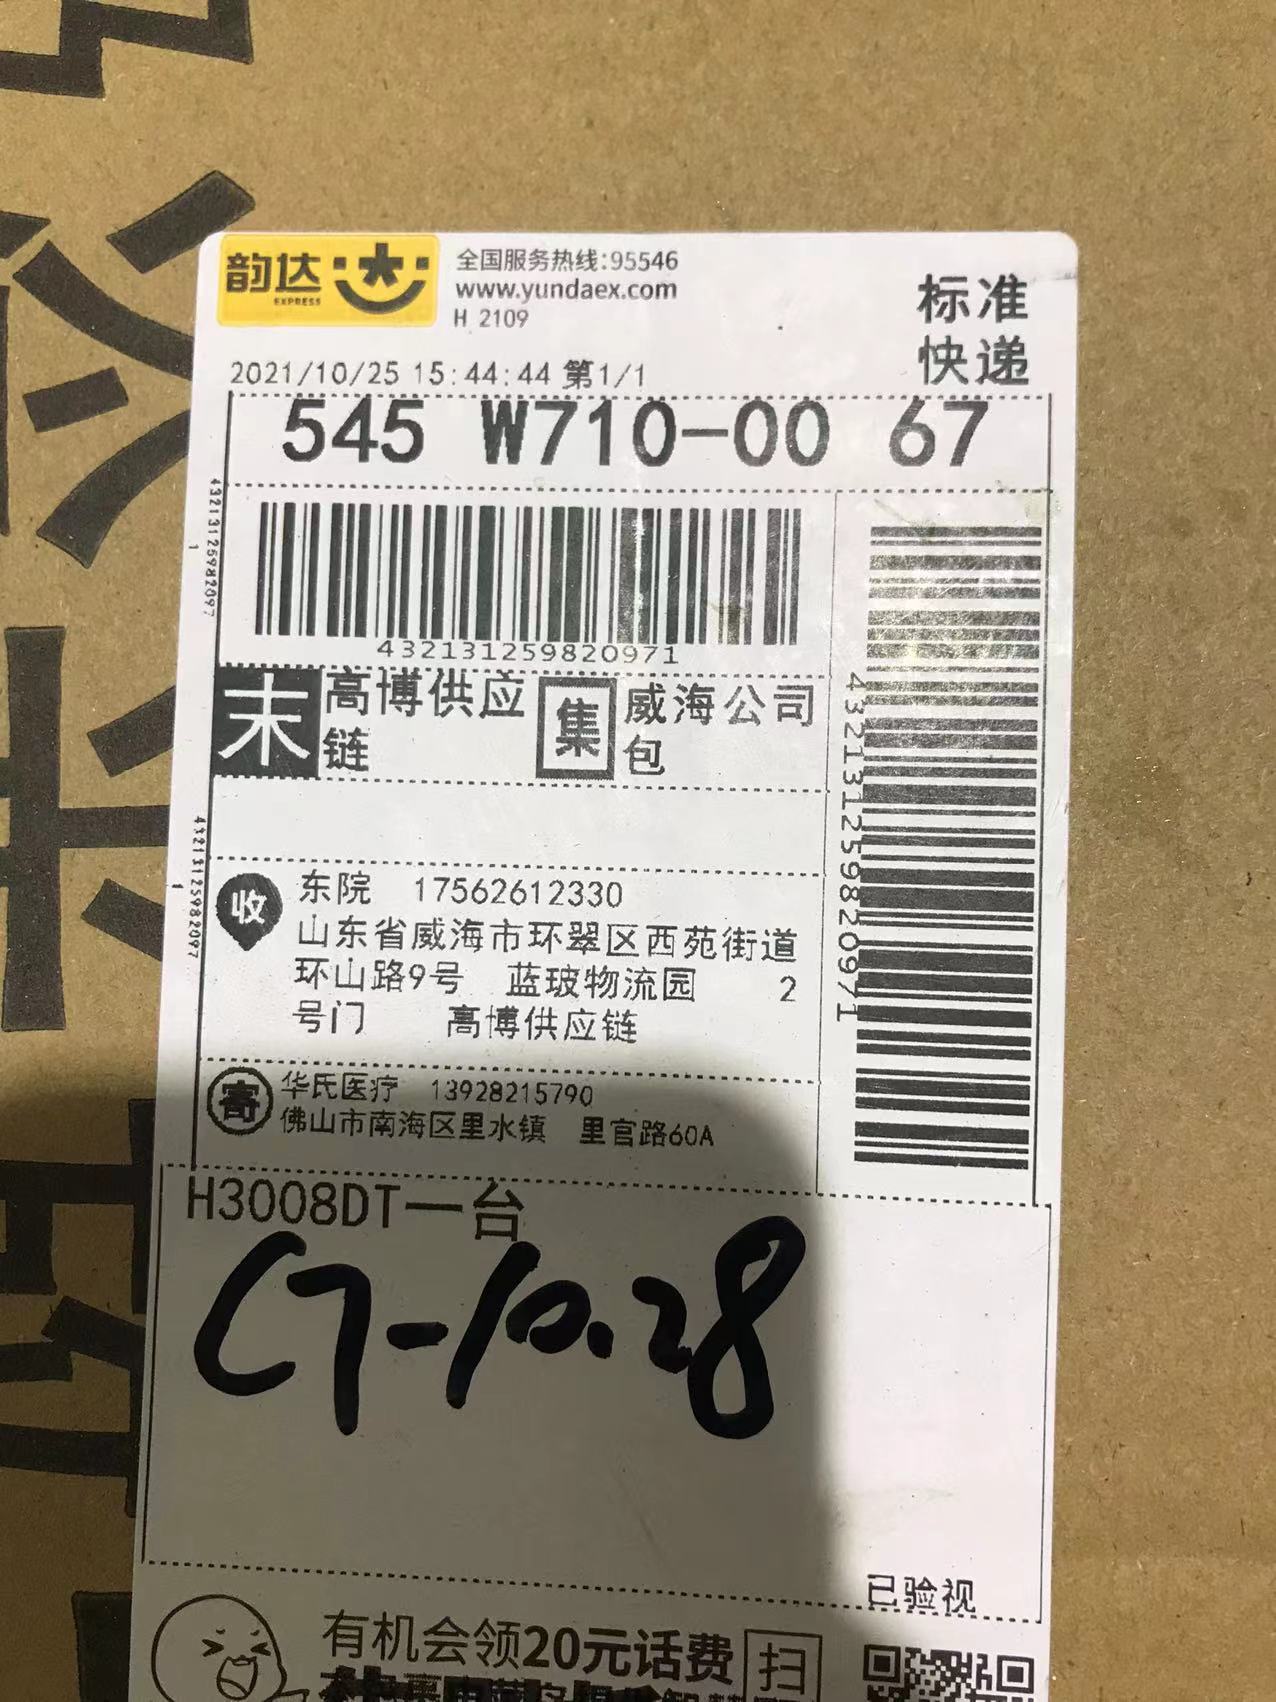 韵达
EXPRESS
全国服务热线:95546
www.yundaex.com
H 2109
标准
快递
2021/10/25 15:44:44 第1/1
545 W710-00 67
432131259820971
432131259820971
末 高博供应
链
集 威海公司
包
432131259820971
432131259820971
收 东院 17562612330
山东省威海市环翠区西苑街道
环山路9号 蓝玻物流园 2
号门 高博供应链
寄 华氏医疗 13928215790
佛山市南海区里水镇 里官路60A
H3008DT一台
C7-10.28
已验视
有机会领20元话费
扫